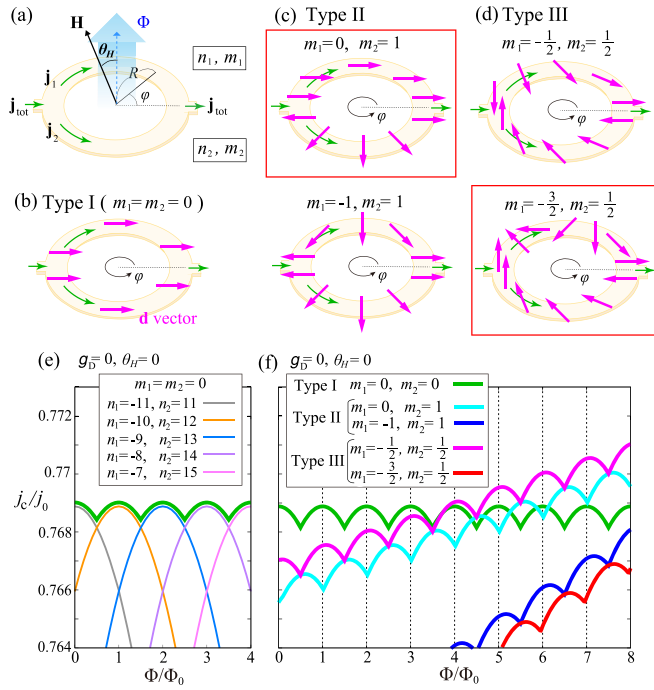 (a)
H
Φ
θH
R
φ
n1, m1
j1
jtot
jtot
j2
n2, m2
(b) Type I ( m1=m2=0)
φ
d vector
(c) Type II
m1=0, m2=1
φ
m1=-1, m2=1
φ
(d) Type III
m1=-1/2, m2=1/2
φ
m1=-3/2, m2=1/2
φ
(e) gD=0, θH=0
m1=m2=0
n1=-11, n2=11
n1=-10, n2=12
n1=-9, n2=13
n1=-8, n2=14
n1=-7, n2=15
0.772
0.77
jc/j0
0.768
0.766
0.764
0 1 2 3 4
Φ/Φ0
(f) gD=0, θH=0
Type I m1=0, m2=0
Type II m1=0, m2=1
m1=-1, m2=1
Type III m1=-1/2, m2=1/2
m1=-3/2, m2=1/2
0 1 2 3 4 5 6 7 8
Φ/Φ0